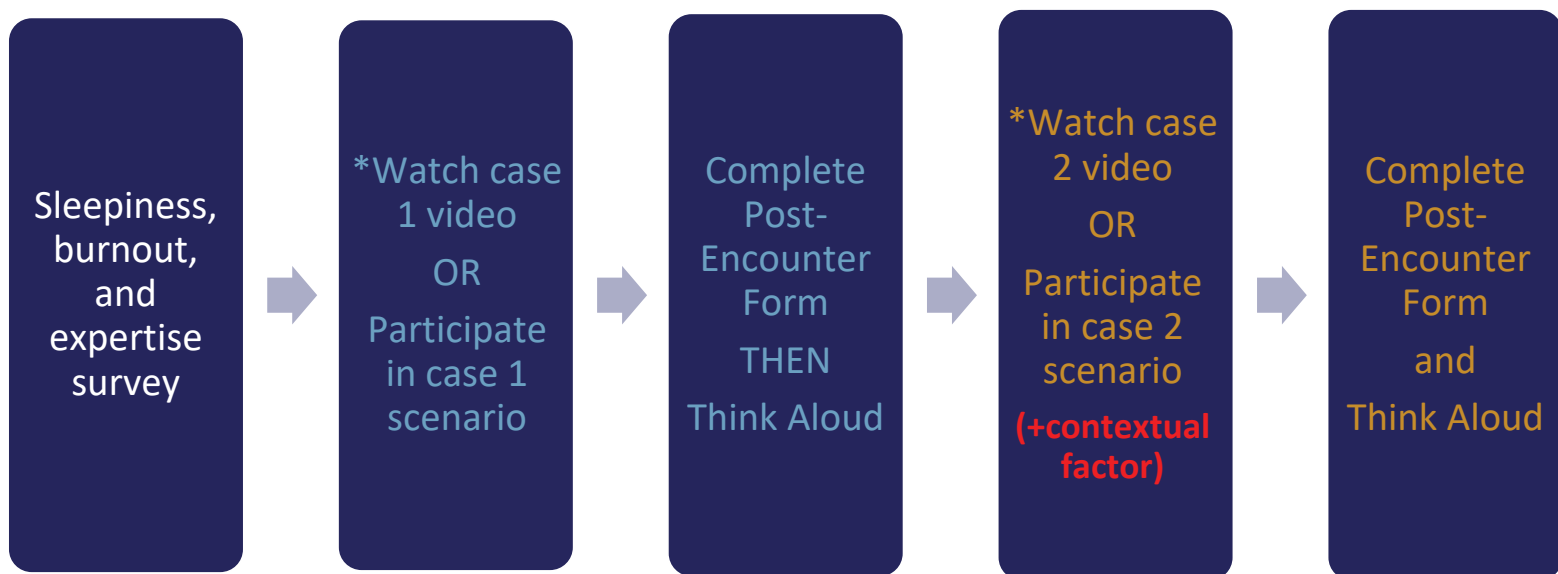 Sleepiness,
burnout,
and
expertise
survey
*Watch case
1 video
OR
Participate
in case 1
scenario
Complete
Post-
Encounter
Form
THEN
Think Aloud
*Watch case
2 video
OR
Participate
in case 2
scenario
(+contextual
factor)
Complete
Post-
Encounter
Form
and
Think Aloud